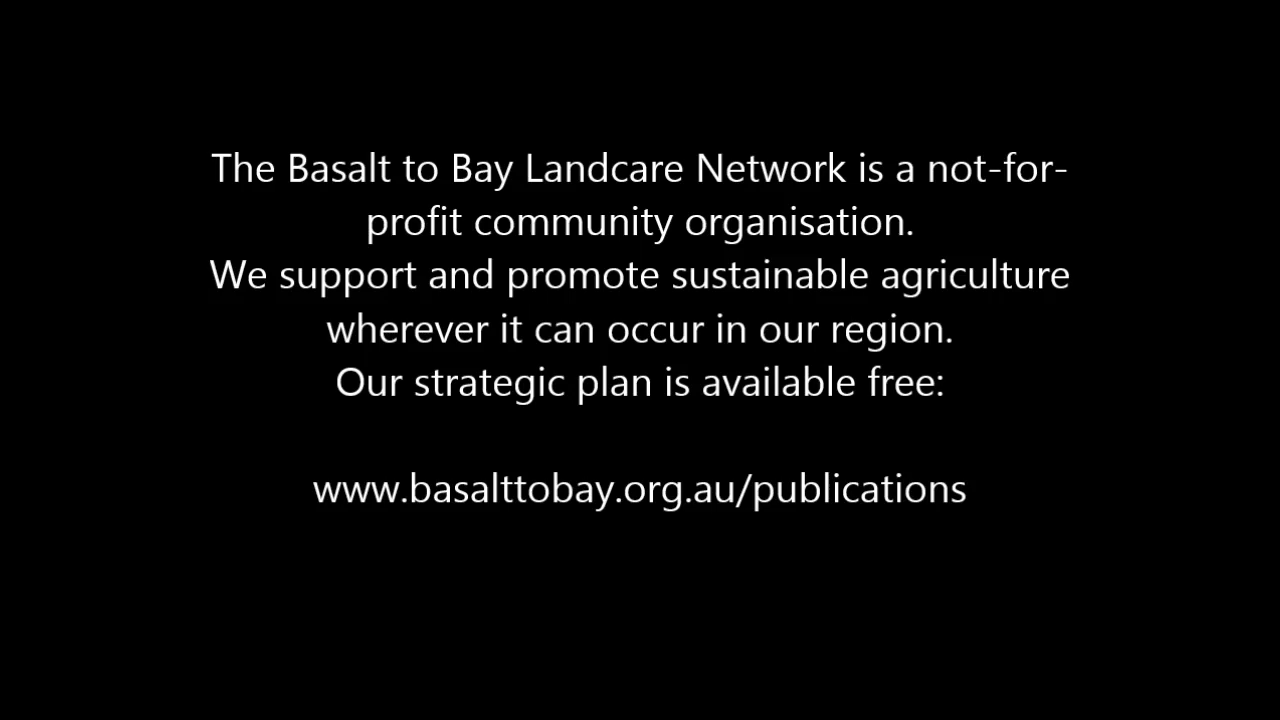 The Basalt to Bay Landcare Network is a not-for-
profit community organisation.
We support and promote sustainable agriculture
wherever it can occur in our region.
Our strategic plan is available free:
www.basalttobay.org.au/publications